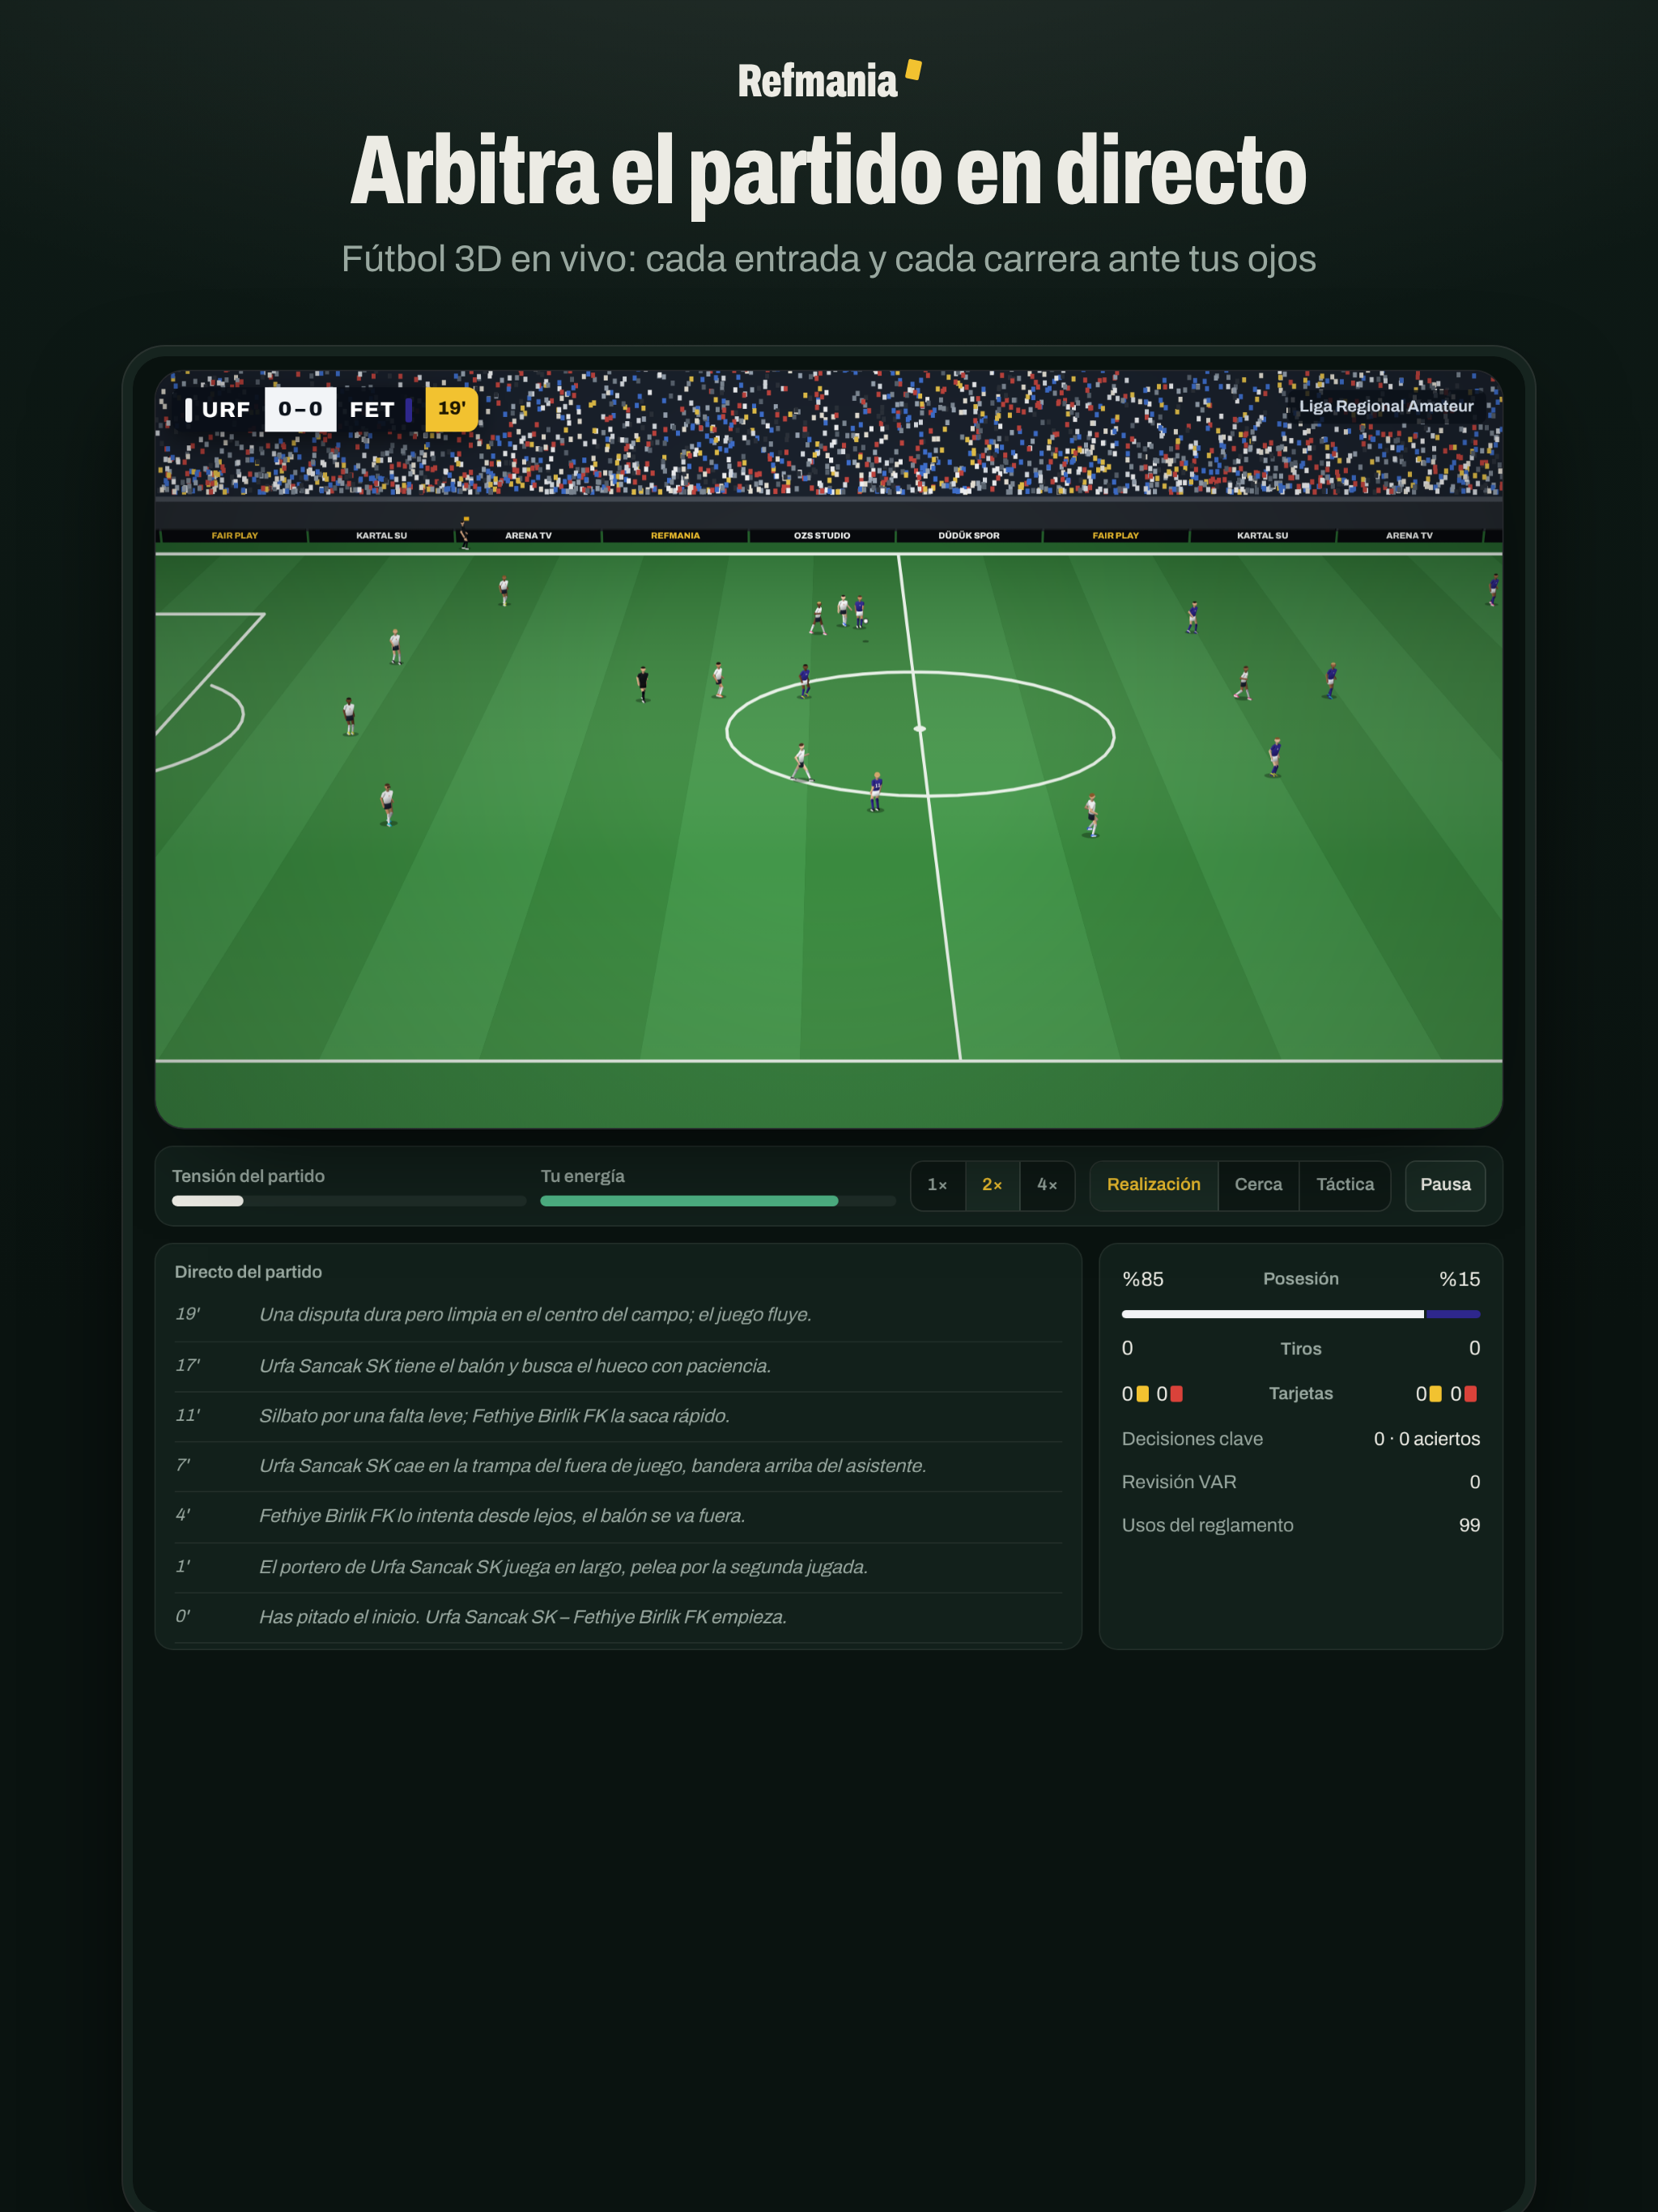 Refmania
Arbitra el partido en directo
Fútbol 3D en vivo: cada entrada y cada carrera ante tus ojos
URF 0-0 FET 19'
Liga Regional Amateur
FAIR PLAY KARTAL SU ARENA TV REFMANIA OZS STUDIO DÜDÜK SPOR FAIR PLAY KARTAL SU ARENA TV
Tensión del partido
Tu energía
1× 2× 4×
Realización Cerca Táctica
Pausa
Directo del partido
19' Una disputa dura pero limpia en el centro del campo; el juego fluye.
17' Urfa Sancak SK tiene el balón y busca el hueco con paciencia.
11' Silbato por una falta leve; Fethiye Birlik FK la saca rápido.
7' Urfa Sancak SK cae en la trampa del fuera de juego, bandera arriba del asistente.
4' Fethiye Birlik FK lo intenta desde lejos, el balón se va fuera.
1' El portero de Urfa Sancak SK juega en largo, pelea por la segunda jugada.
0' Has pitado el inicio. Urfa Sancak SK – Fethiye Birlik FK empieza.
%85 Posesión %15
0 Tiros 0
0 0 Tarjetas 0 0
Decisiones clave 0 · 0 aciertos
Revisión VAR 0
Usos del reglamento 99